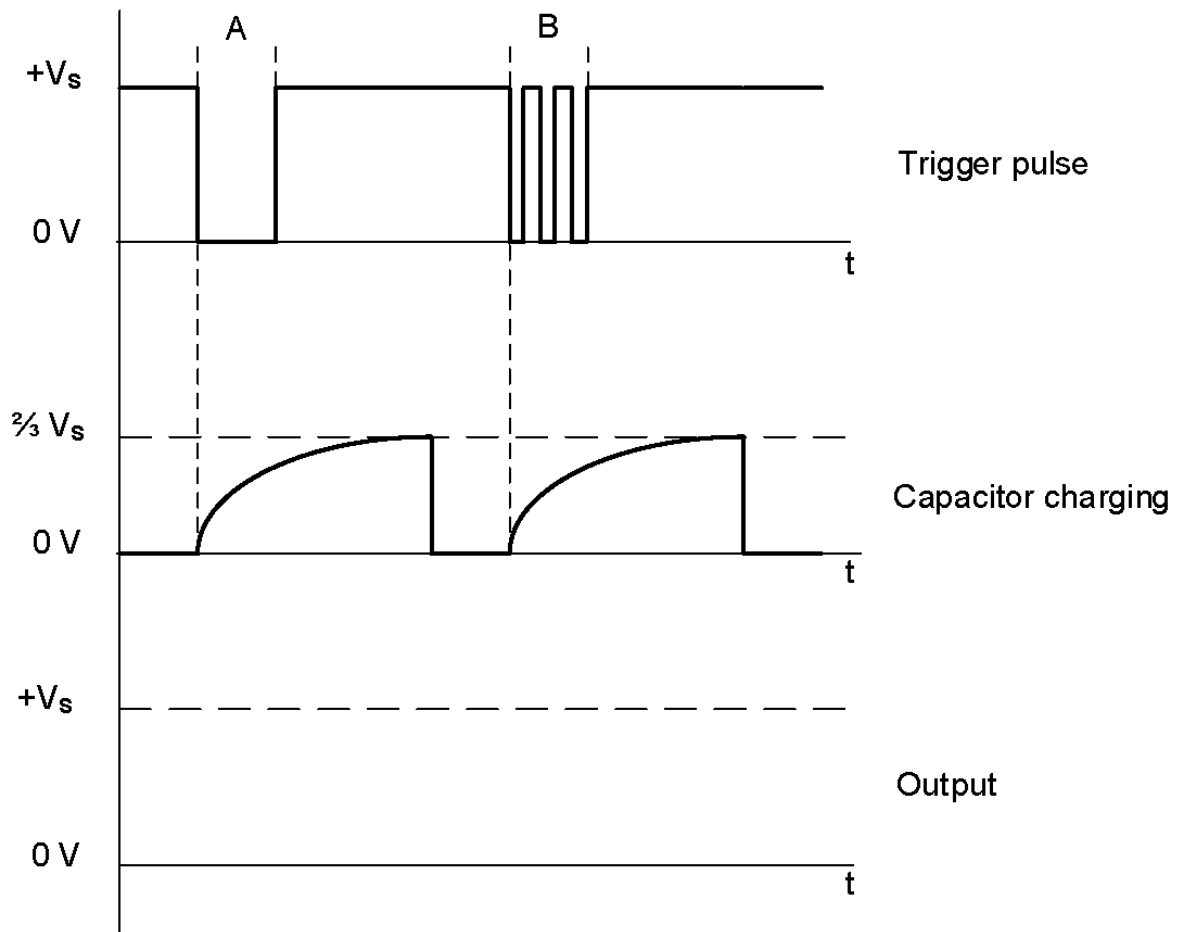 A
B
+Vs
Trigger pulse
0 V
t
⅔ Vs
Capacitor charging
0 V
t
+Vs
Output
0 V
t